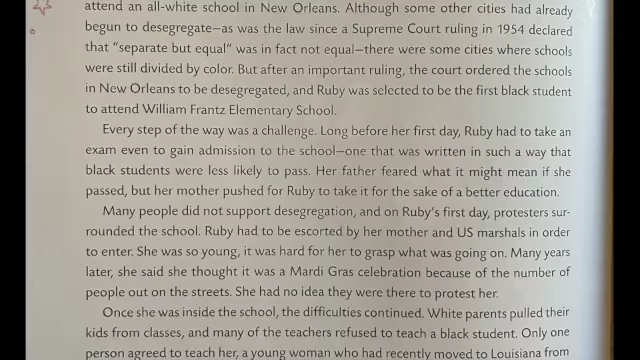 attend an all-white school in New Orleans. Although some other cities had already
begun to desegregate—as was the law since a Supreme Court ruling in 1954 declared
that "separate but equal" was in fact not equal—there were some cities where schools
were still divided by color. But after an important ruling, the court ordered the schools
in New Orleans to be desegregated, and Ruby was selected to be the first black student
to attend William Frantz Elementary School.
Every step of the way was a challenge. Long before her first day, Ruby had to take an
exam even to gain admission to the school—one that was written in such a way that
black students were less likely to pass. Her father feared what it might mean if she
passed, but her mother pushed for Ruby to take it for the sake of a better education.
Many people did not support desegregation, and on Ruby's first day, protesters sur-
rounded the school. Ruby had to be escorted by her mother and US marshals in order
to enter. She was so young, it was hard for her to grasp what was going on. Many years
later, she said she thought it was a Mardi Gras celebration because of the number of
people out on the streets. She had no idea they were there to protest her.
Once she was inside the school, the difficulties continued. White parents pulled their
kids from classes, and many of the teachers refused to teach a black student. Only one
person agreed to teach her, a young woman who had recently moved to Louisiana from